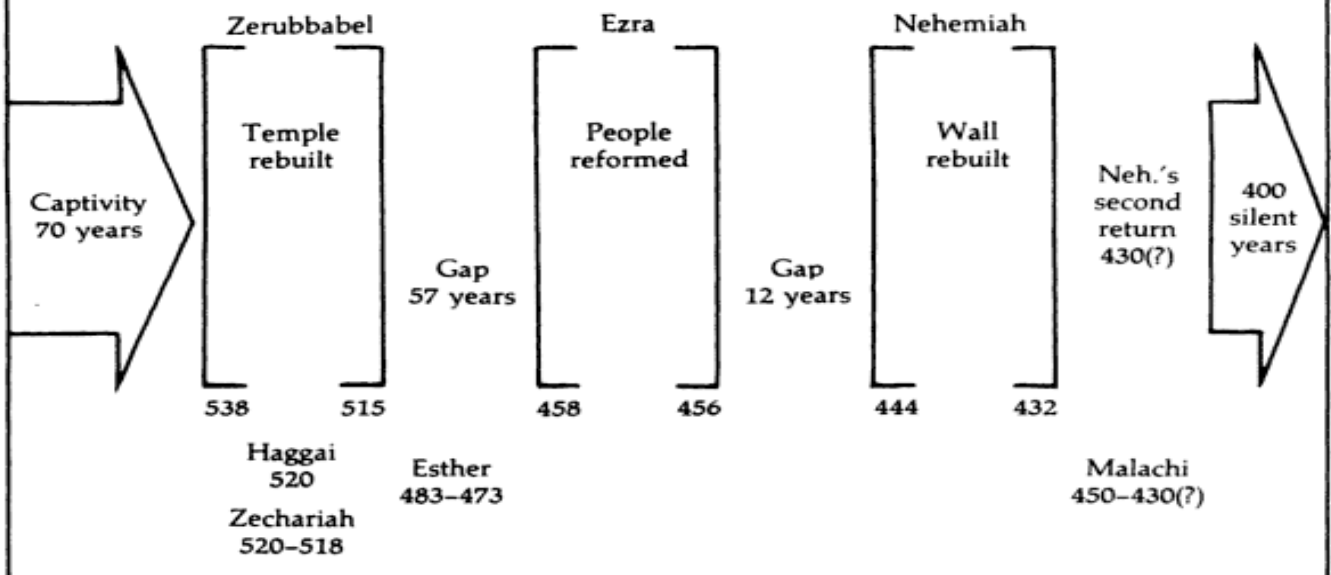 Zerubbabel
Ezra
Nehemiah
Captivity
70 years
Temple
rebuilt
Gap
57 years
People
reformed
Gap
12 years
Wall
rebuilt
Neh.'s
second
return
430(?)
400
silent
years
538
515
458
456
444
432
Haggai
520
Zechariah
520–518
Esther
483–473
Malachi
450–430(?)